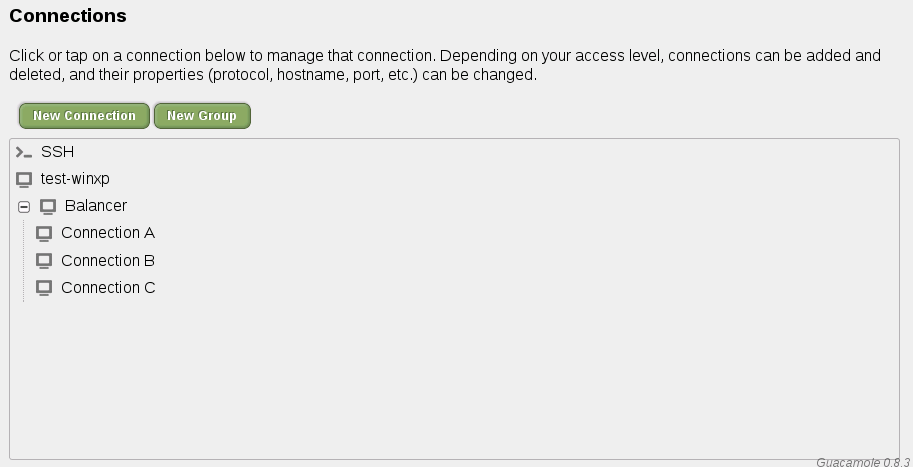 Connections
Click or tap on a connection below to manage that connection. Depending on your access level, connections can be added and
deleted, and their properties (protocol, hostname, port, etc.) can be changed.
New Connection New Group
SSH
test-winxp
Balancer
Connection A
Connection B
Connection C
Guacamole 0.8.3